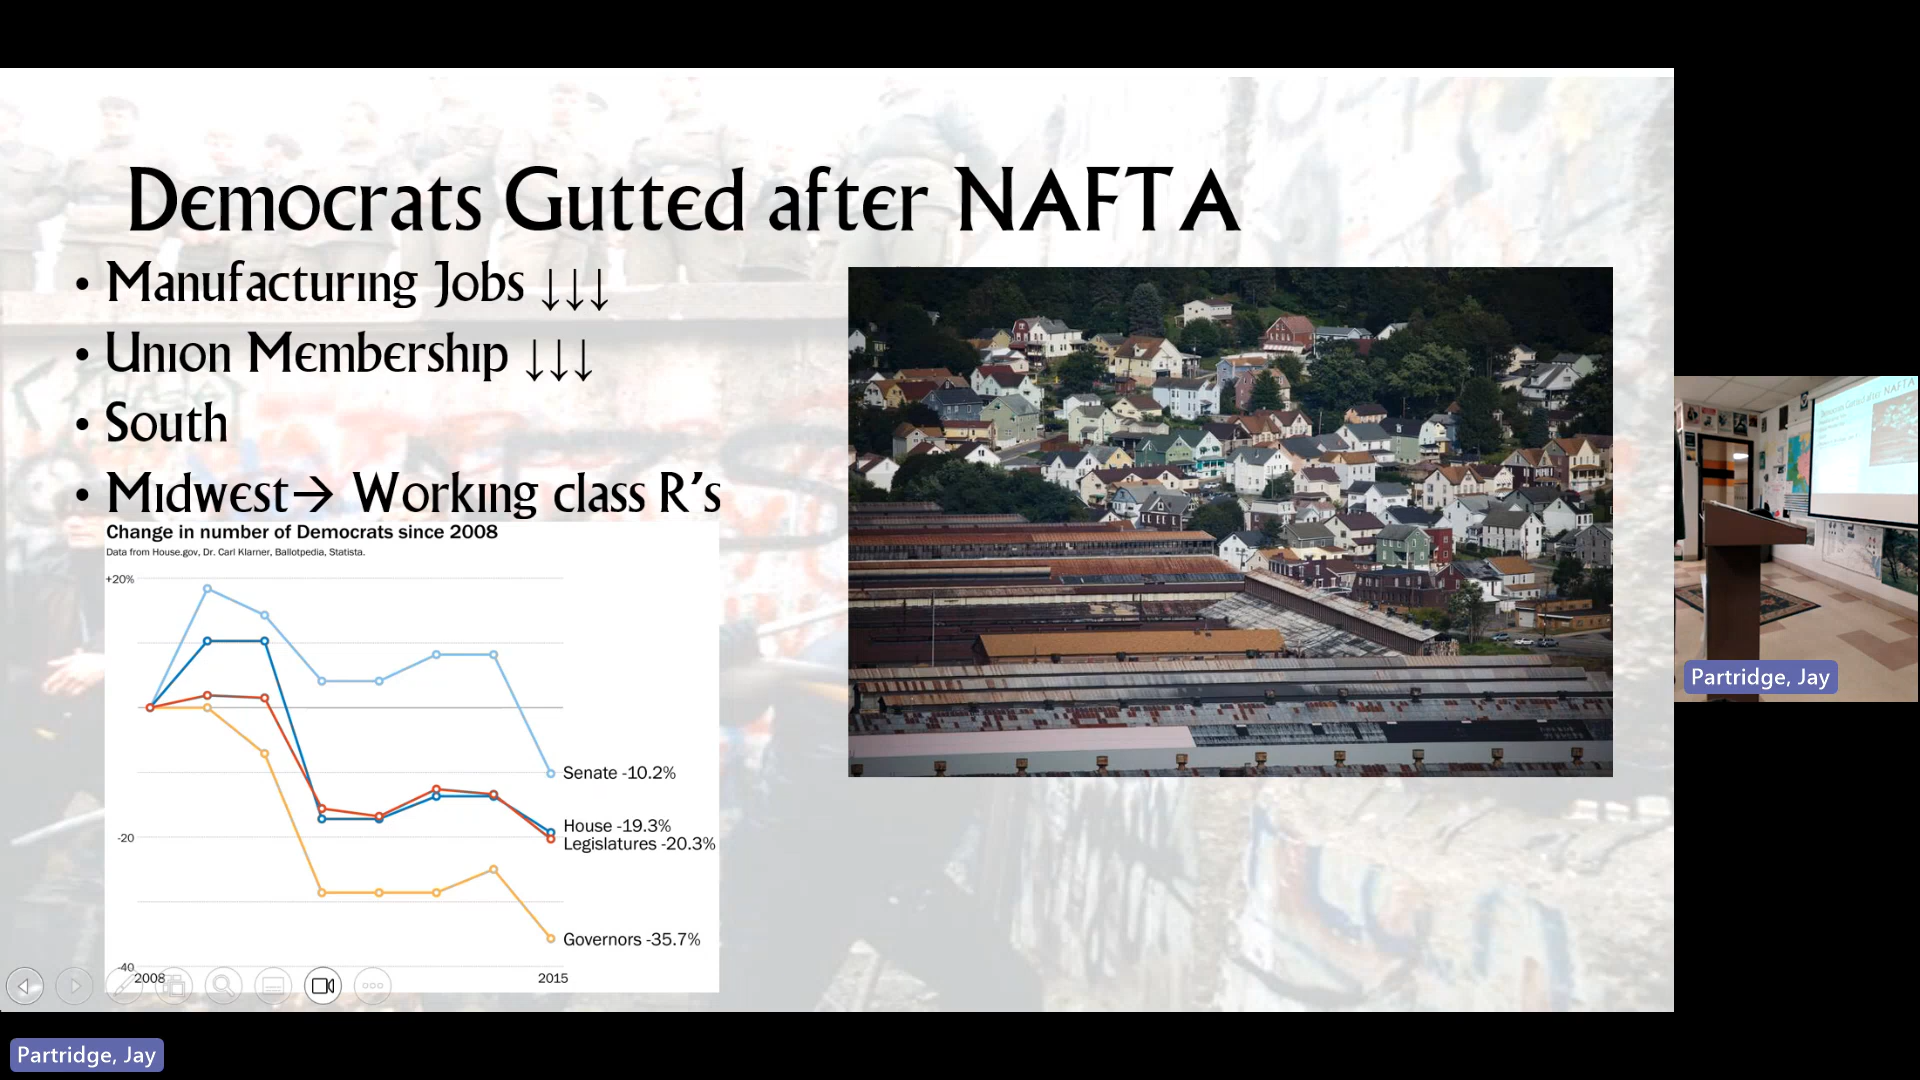 Democrats Gutted after NAFTA
• Manufacturing Jobs ↓↓↓
• Union Membership ↓↓↓
• South
• Midwest→ Working class R's
Change in number of Democrats since 2008
Data from House.gov, Dr. Carl Klarner, Ballotpedia, Statista.
+20%
Senate -10.2%
House -19.3%
-20
Legislatures -20.3%
Governors -35.7%
-40
2008
2015
Partridge, Jay
Partridge, Jay